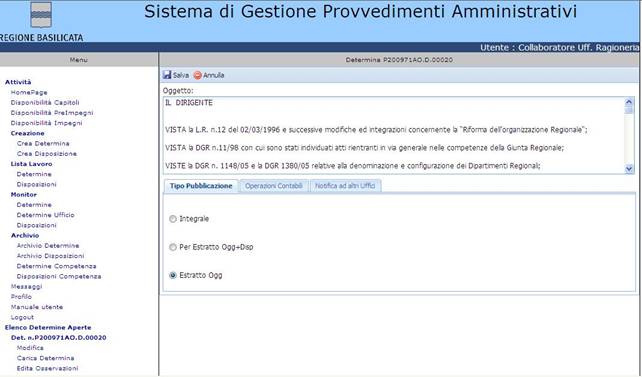 Sistema di Gestione Provvedimenti Amministrativi
REGIONE BASILICATA
Utente : Collaboratore Uff. Ragioneria
Menu
Attività
HomePage
Disponibilità Capitoli
Disponibilità PreImpegni
Disponibilità Impegni
Creazione
Crea Determina
Crea Disposizione
Lista Lavoro
Determine
Disposizioni
Monitor
Determine
Determine Ufficio
Disposizioni
Archivio
Archivio Determine
Archivio Disposizioni
Determine Competenza
Disposizioni Competenza
Messaggi
Profilo
Manuale utente
Logout
Elenco Determine Aperte
Det. n.P200971AO.D.00020
Modifica
Carica Determina
Edita Osservazioni
Determina P200971AO.D.00020
Salva Annulla
Oggetto:
IL DIRIGENTE
VISTA la L.R. n.12 del 02/03/1996 e successive modifiche ed integrazioni concernente la "Riforma dell'organizzazione Regionale";
VISTA la DGR n.11/98 con cui sono stati individuati atti rientranti in via generale nelle competenze della Giunta Regionale;
VISTE la DGR n. 1148/05 e la DGR 1380/05 relative alla denominazione e configurazione dei Dipartimenti Regionali;
Tipo Pubblicazione Operazioni Contabili Notifica ad altri Uffici
Integrale
Per Estratto Ogg+Disp
Estratto Ogg